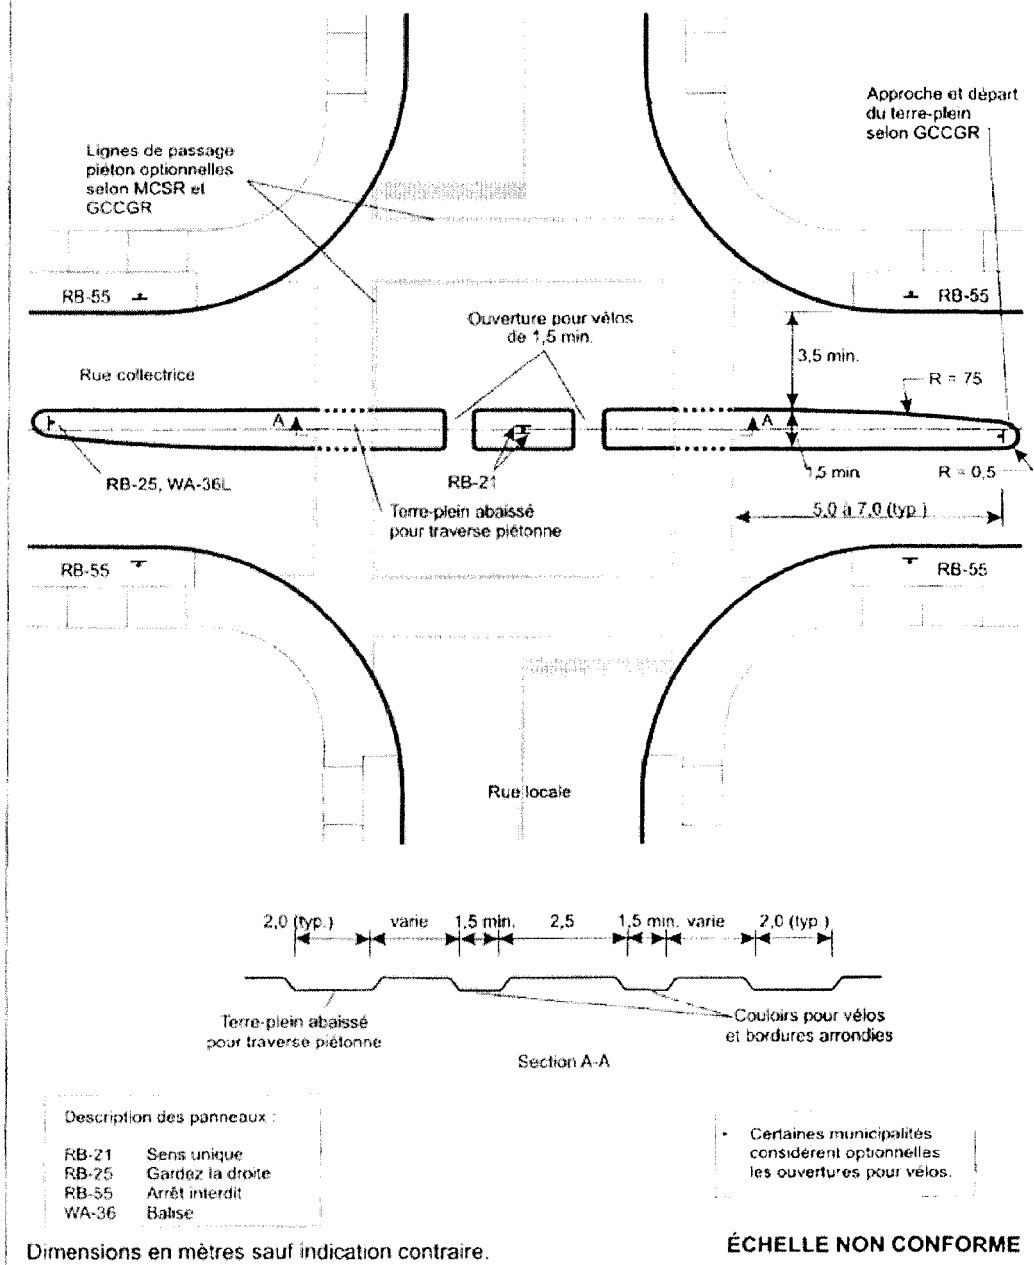 Approche et départ
du terre-plein
selon GCCGR
Lignes de passage
piéton optionnelles
selon MCSR et
GCCGR
RB-55
RB-55
Ouverture pour vélos
de 1,5 min.
3,5 min.
Rue collectrice
R = 75
A
A
RB-25, WA-36L
RB-21
1,5 min.
R = 0,5
Terre-plein abaissé
pour traverse piétonne
5,0 à 7,0 (typ.)
RB-55
RB-55
Rue locale
2,0 (typ.)
varie
1,5 min.
2,5
1,5 min.
varie
2,0 (typ.)
Terre-plein abaissé
pour traverse piétonne
Couloirs pour vélos
et bordures arrondies
Section A-A
Description des panneaux :
RB-21 Sens unique
RB-25 Gardez la droite
RB-55 Arrêt interdit
WA-36 Balise
• Certaines municipalités
considèrent optionnelles
les ouvertures pour vélos.
Dimensions en mètres sauf indication contraire.
ÉCHELLE NON CONFORME